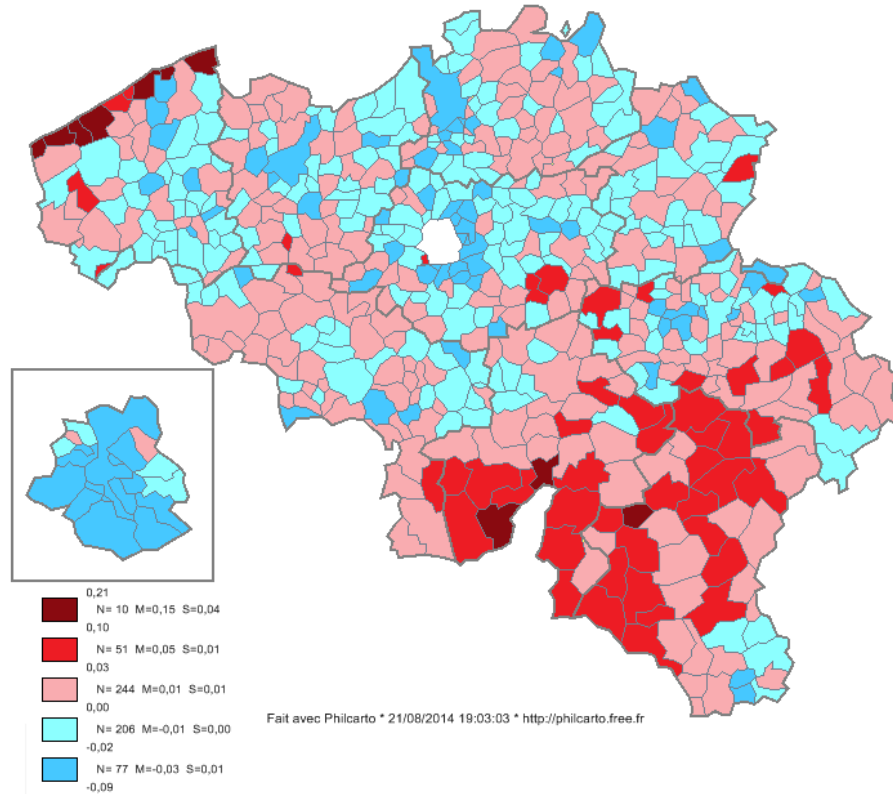 0,21
N= 10 M=0,15 S=0,04
0,10
N= 51 M=0,05 S=0,01
0,03
N= 244 M=0,01 S=0,01
0,00
Fait avec Philcarto * 21/08/2014 19:03:03 * http://philcarto.free.fr
N= 206 M=-0,01 S=0,00
-0,02
N= 77 M=-0,03 S=0,01
-0,09